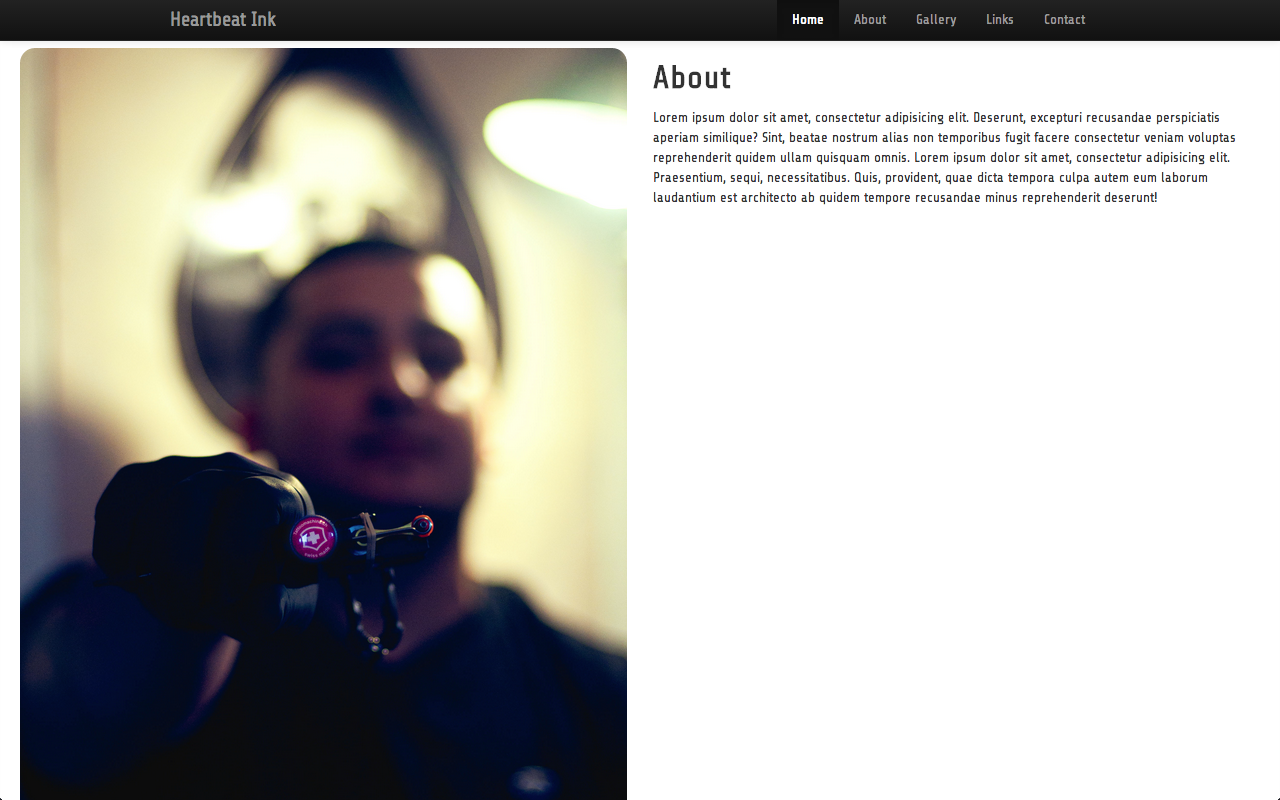 Heartbeat Ink
Home About Gallery Links Contact
About
Lorem ipsum dolor sit amet, consectetur adipisicing elit. Deserunt, excepturi recusandae perspiciatis
aperiam similique? Sint, beatae nostrum alias non temporibus fugit facere consectetur veniam voluptas
reprehenderit quidem ullam quisquam omnis. Lorem ipsum dolor sit amet, consectetur adipisicing elit.
Praesentium, sequi, necessitatibus. Quis, provident, quae dicta tempora culpa autem eum laborum
laudantium est architecto ab quidem tempore recusandae minus reprehenderit deserunt!